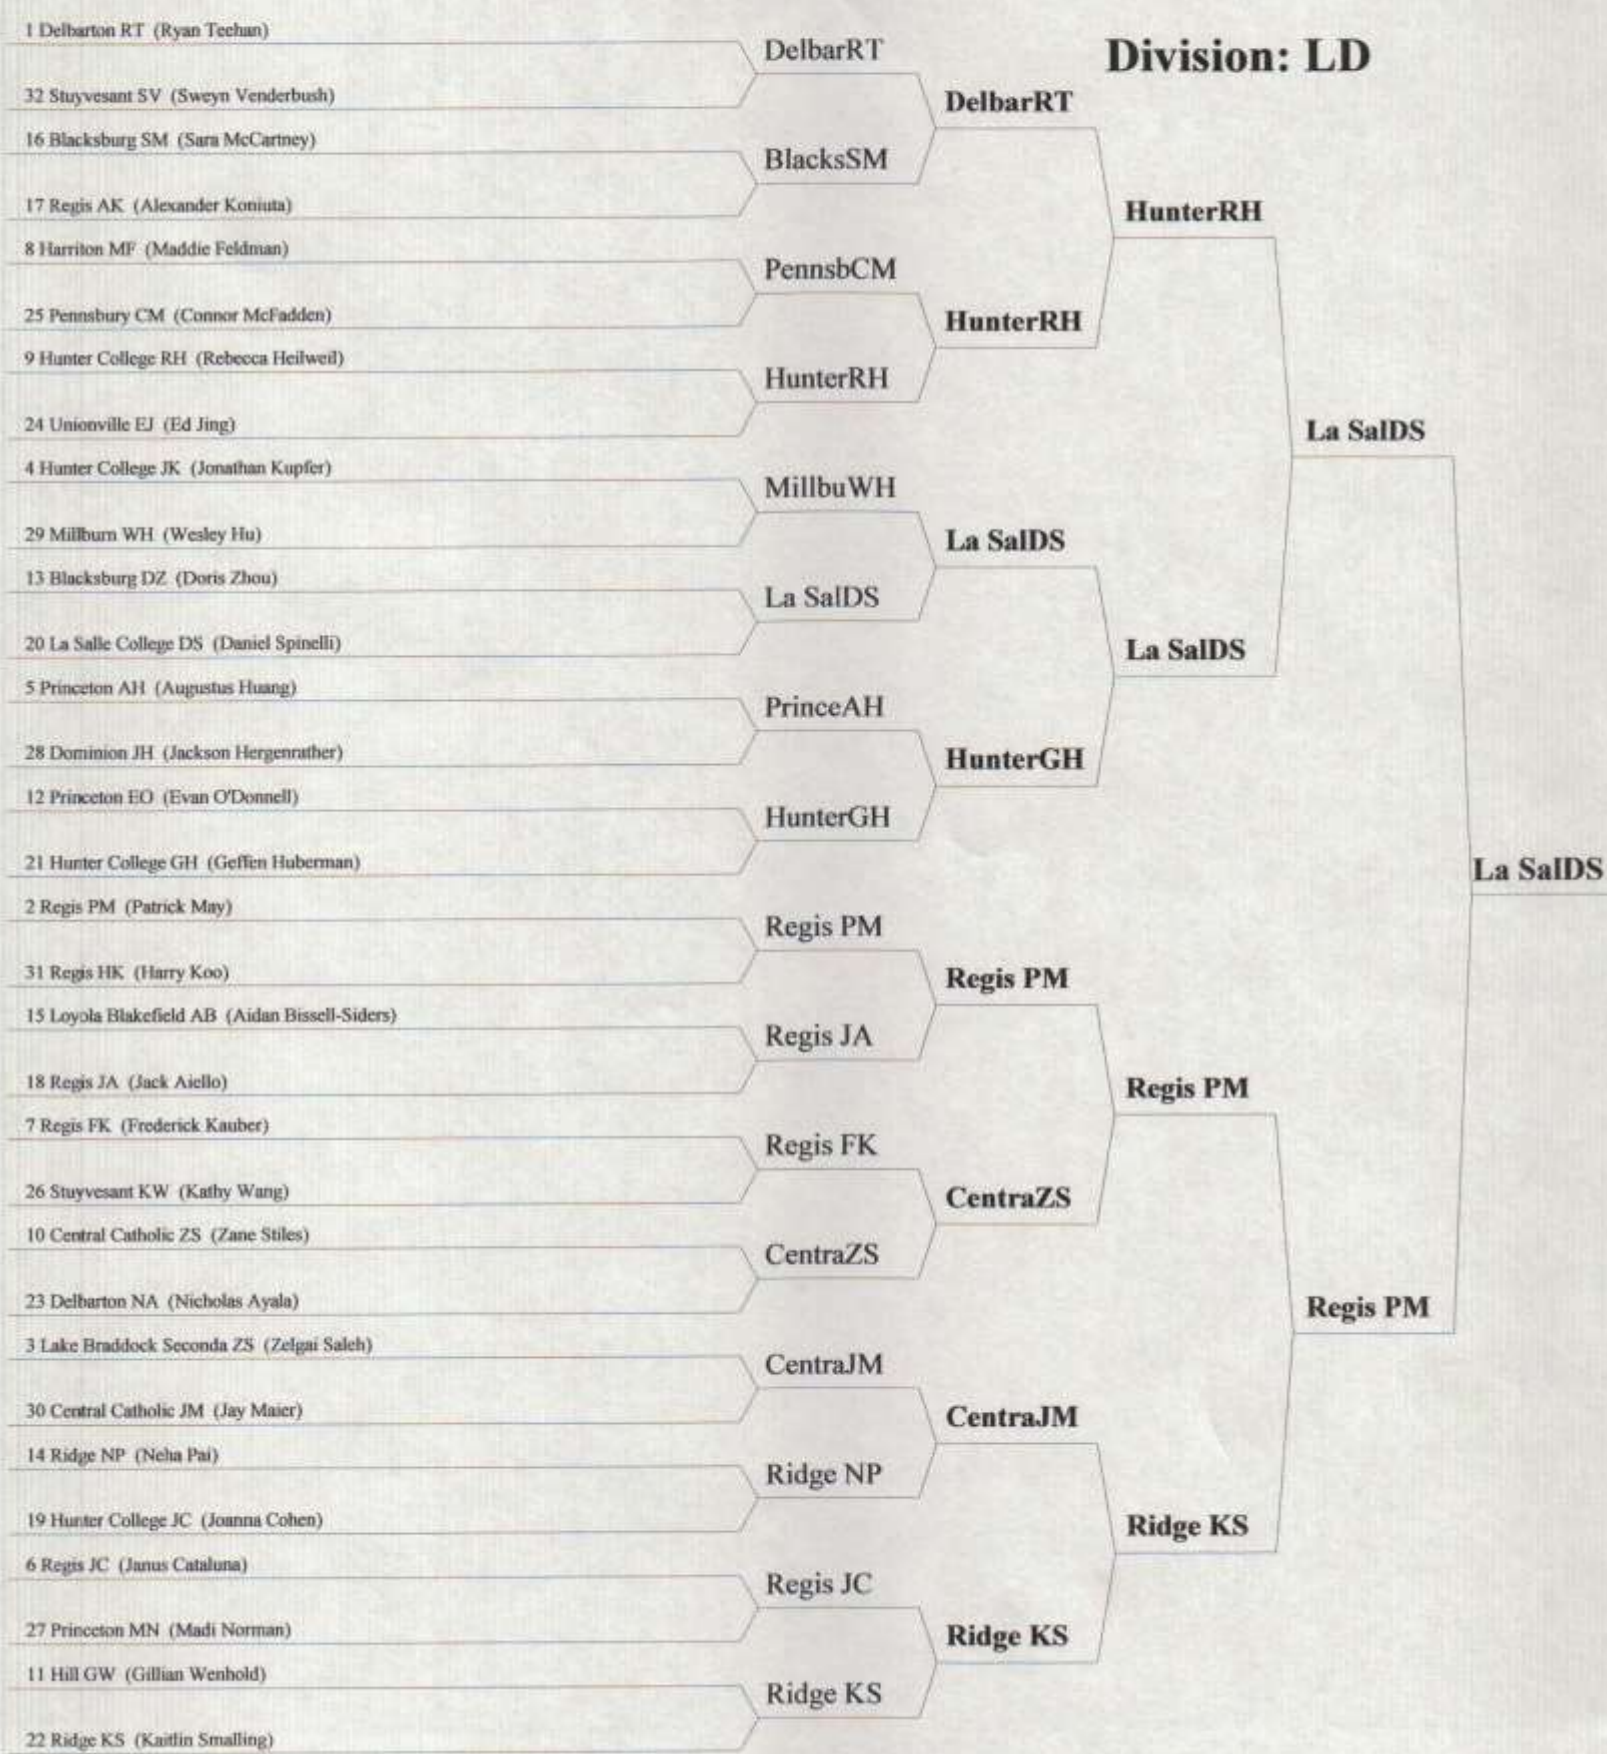 Division: LD
1 Delbarton RT (Ryan Teehan)
32 Stuyvesant SV (Sweyn Venderbush)
16 Blacksburg SM (Sara McCartney)
17 Regis AK (Alexander Koniuta)
8 Harriton MF (Maddie Feldman)
25 Pennsbury CM (Connor McFadden)
9 Hunter College RH (Rebecca Heilweil)
24 Unionville EJ (Ed Jing)
4 Hunter College JK (Jonathan Kupfer)
29 Millburn WH (Wesley Hu)
13 Blacksburg DZ (Doris Zhou)
20 La Salle College DS (Daniel Spinelli)
5 Princeton AH (Augustus Huang)
28 Dominion JH (Jackson Hergenrather)
12 Princeton EO (Evan O'Donnell)
21 Hunter College GH (Geffen Huberman)
2 Regis PM (Patrick May)
31 Regis HK (Harry Koo)
15 Loyola Blakefield AB (Aidan Bissell-Siders)
18 Regis JA (Jack Aiello)
7 Regis FK (Frederick Kauber)
26 Stuyvesant KW (Kathy Wang)
10 Central Catholic ZS (Zane Stiles)
23 Delbarton NA (Nicholas Ayala)
3 Lake Braddock Seconda ZS (Zelgai Saleh)
30 Central Catholic JM (Jay Maier)
14 Ridge NP (Neha Pai)
19 Hunter College JC (Joanna Cohen)
6 Regis JC (Janus Cataluna)
27 Princeton MN (Madi Norman)
11 Hill GW (Gillian Wenhold)
22 Ridge KS (Kaitlin Smalling)
DelbarRT
BlacksSM
PennsbCM
HunterRH
MillbuWH
La SalDS
PrinceAH
HunterGH
Regis PM
Regis JA
Regis FK
CentraZS
CentraJM
Ridge NP
Regis JC
Ridge KS
DelbarRT
HunterRH
La SalDS
HunterGH
Regis PM
CentraZS
CentraJM
Ridge KS
HunterRH
La SalDS
Regis PM
Ridge KS
La SalDS
Regis PM
La SalDS